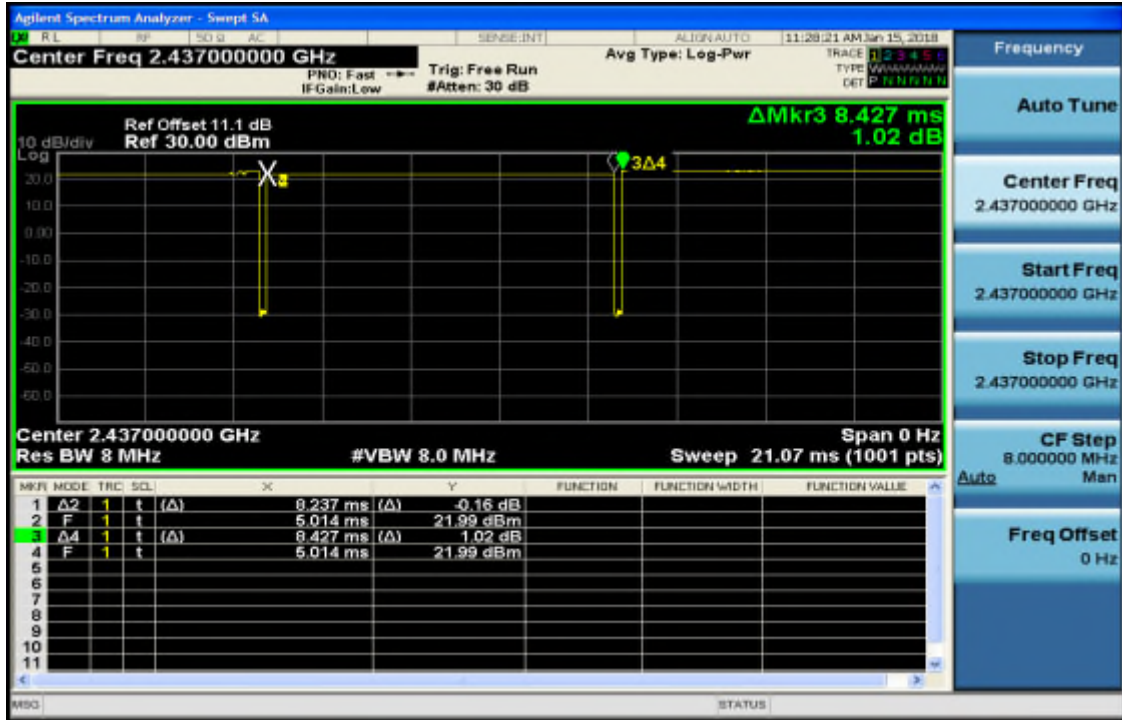 Agilent Spectrum Analyzer - Swept SA
RL RF 50 Ω AC SENSE:INT ALIGN AUTO 11:28:21 AM Jan 15, 2018
Center Freq 2.437000000 GHz
PNO: Fast
IFGain:Low
Trig: Free Run
#Atten: 30 dB
Avg Type: Log-Pwr
TRACE 1 2 3 4 5 6
TYPE
DET P N N N N N
ΔMkr3 8.427 ms
1.02 dB
Ref Offset 11.1 dB
10 dB/div Ref 30.00 dBm
Log
20.0
10.0
0.00
-10.0
-20.0
-30.0
-40.0
-50.0
-60.0
X
3Δ4
Center 2.437000000 GHz Span 0 Hz
Res BW 8 MHz #VBW 8.0 MHz Sweep 21.07 ms (1001 pts)
MKR MODE TRC SCL X Y FUNCTION FUNCTION WIDTH FUNCTION VALUE
1 Δ2 1 t (Δ) 8.237 ms (Δ) -0.16 dB
2 F 1 t 5.014 ms 21.99 dBm
3 Δ4 1 t (Δ) 8.427 ms (Δ) 1.02 dB
4 F 1 t 5.014 ms 21.99 dBm
5
6
7
8
9
10
11
MSG STATUS
Frequency
Auto Tune
Center Freq
2.437000000 GHz
Start Freq
2.437000000 GHz
Stop Freq
2.437000000 GHz
CF Step
8.000000 MHz
Auto Man
Freq Offset
0 Hz